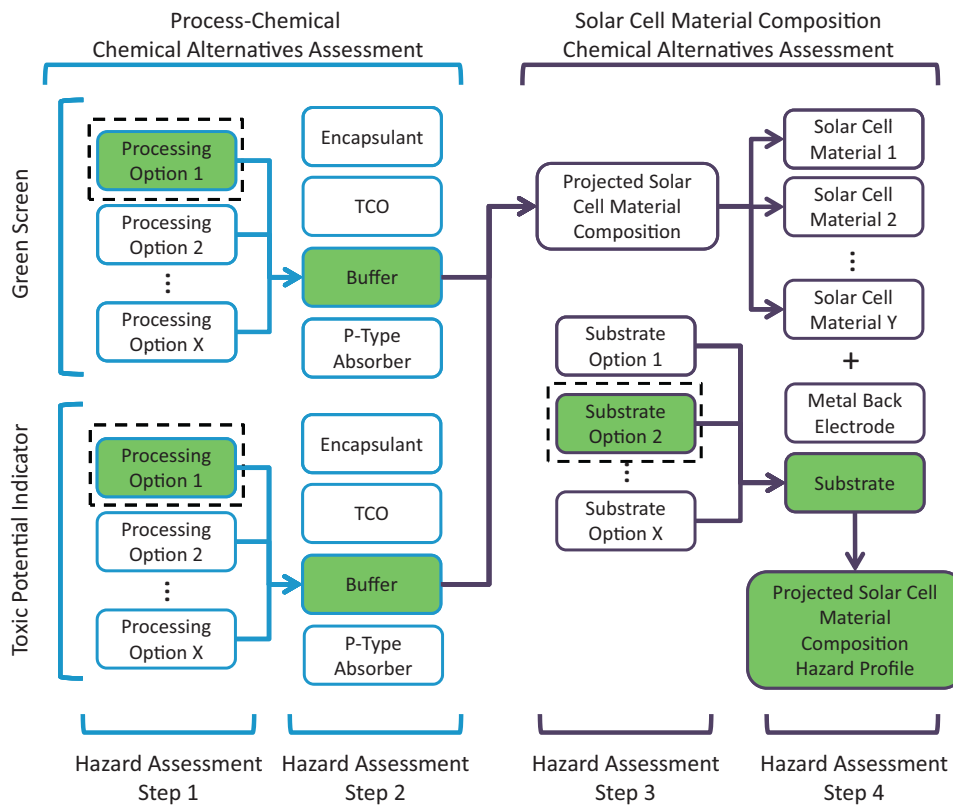 Process-Chemical
Chemical Alternatives Assessment
Solar Cell Material Composition
Chemical Alternatives Assessment
Green Screen
Processing
Option 1
Processing
Option 2
...
Processing
Option X
Encapsulant
TCO
Buffer
P-Type
Absorber
Toxic Potential Indicator
Processing
Option 1
Processing
Option 2
...
Processing
Option X
Encapsulant
TCO
Buffer
P-Type
Absorber
Projected Solar
Cell Material
Composition
Substrate
Option 1
Substrate
Option 2
...
Substrate
Option X
Solar Cell
Material 1
Solar Cell
Material 2
...
Solar Cell
Material Y
+
Metal Back
Electrode
Substrate
Projected Solar Cell
Material
Composition
Hazard Profile
Hazard Assessment
Step 1
Hazard Assessment
Step 2
Hazard Assessment
Step 3
Hazard Assessment
Step 4